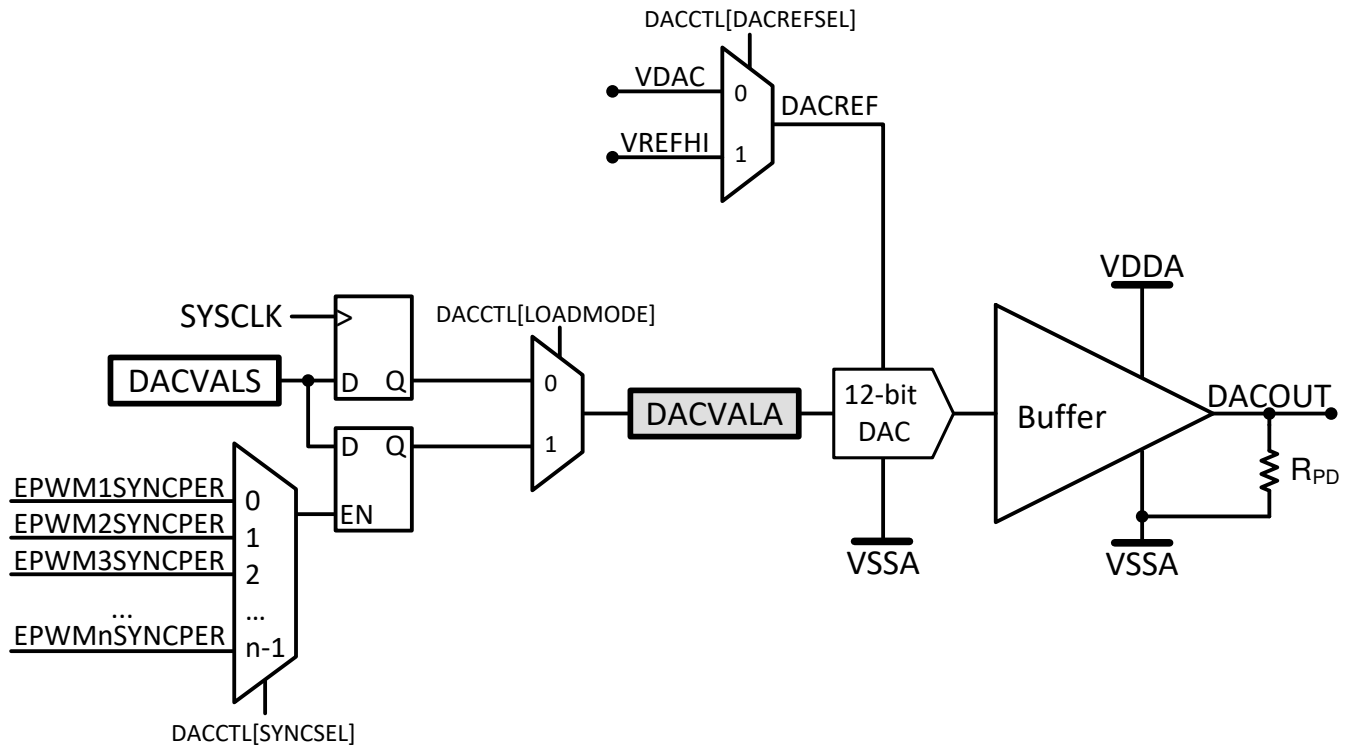 DACCTL[DACREFSEL]
VDAC
0
DACREF
VREFHI
1
VDDA
SYSCLK
>
DACCTL[LOADMODE]
DACVALS
D
Q
0
DACVALA
12-bit
DAC
Buffer
DACOUT
D
Q
1
RPD
EPWM1SYNCPER
0
EN
EPWM2SYNCPER
1
EPWM3SYNCPER
2
VSSA
VSSA
...
...
EPWMnSYNCPER
n-1
DACCTL[SYNCSEL]